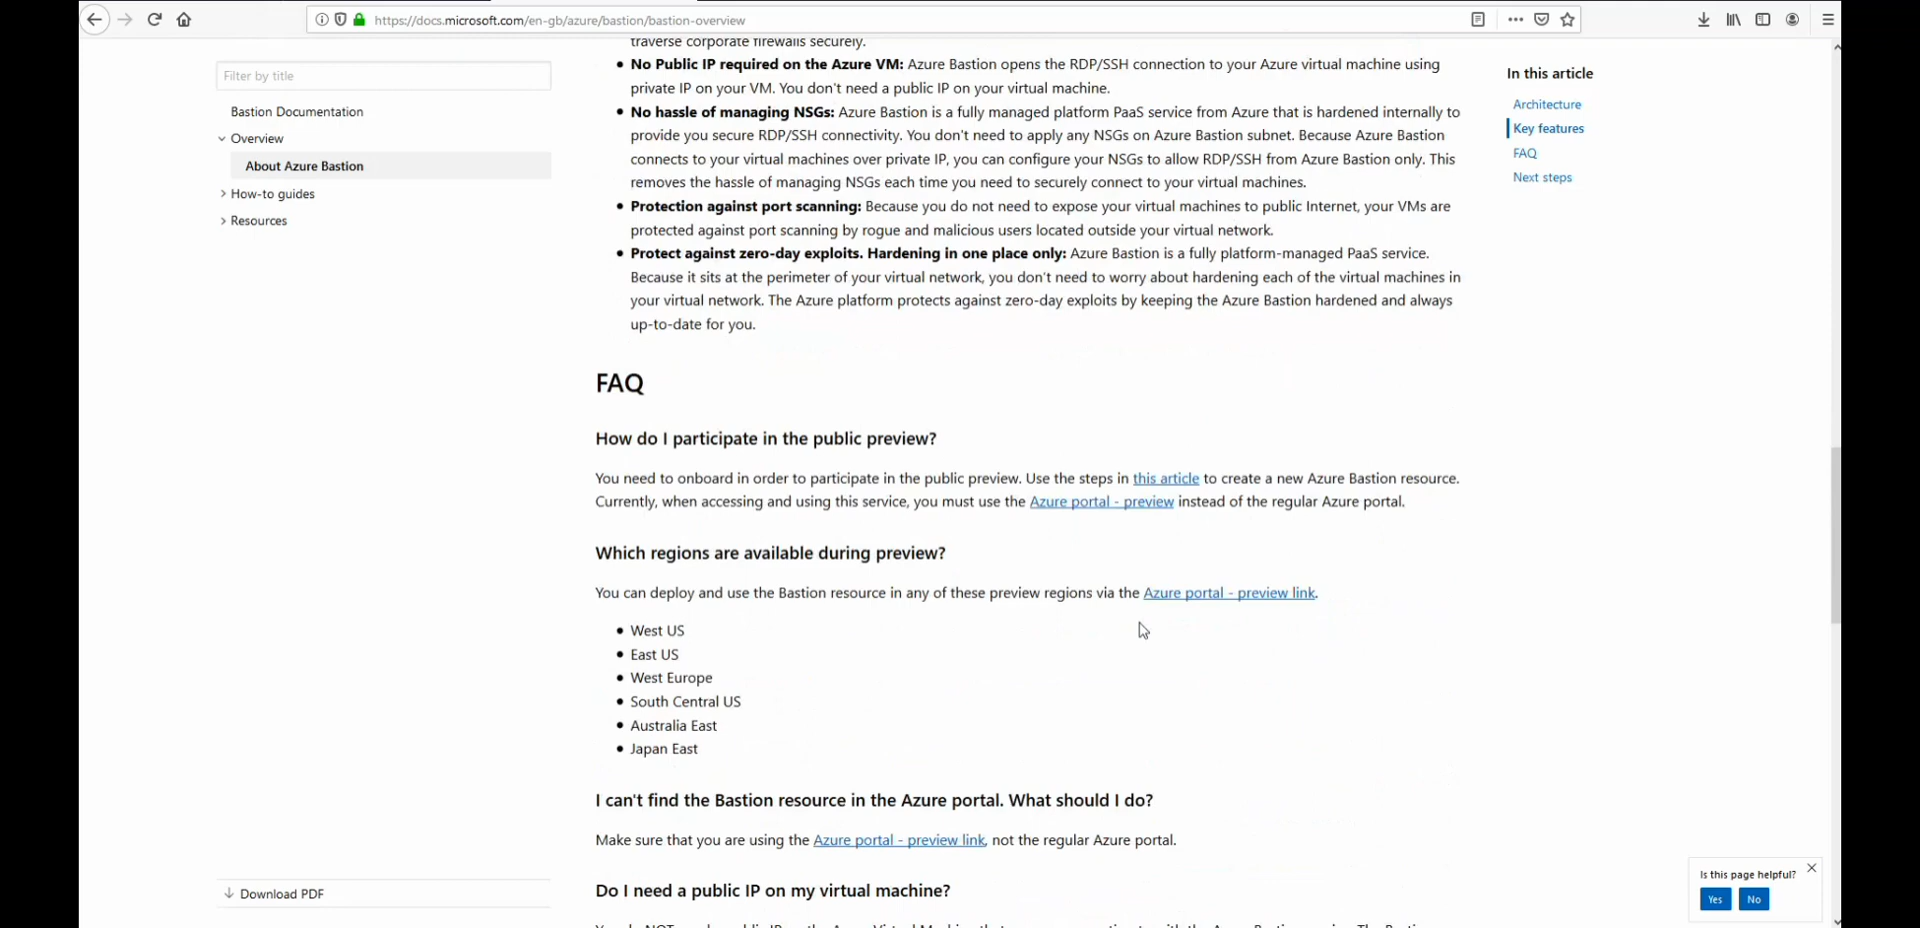 https://docs.microsoft.com/en-gb/azure/bastion/bastion-overview
Filter by title
Bastion Documentation
Overview
About Azure Bastion
How-to guides
Resources
Download PDF
traverse corporate firewalls securely.
No Public IP required on the Azure VM: Azure Bastion opens the RDP/SSH connection to your Azure virtual machine using
private IP on your VM. You don't need a public IP on your virtual machine.
No hassle of managing NSGs: Azure Bastion is a fully managed platform PaaS service from Azure that is hardened internally to
provide you secure RDP/SSH connectivity. You don't need to apply any NSGs on Azure Bastion subnet. Because Azure Bastion
connects to your virtual machines over private IP, you can configure your NSGs to allow RDP/SSH from Azure Bastion only. This
removes the hassle of managing NSGs each time you need to securely connect to your virtual machines.
Protection against port scanning: Because you do not need to expose your virtual machines to public Internet, your VMs are
protected against port scanning by rogue and malicious users located outside your virtual network.
Protect against zero-day exploits. Hardening in one place only: Azure Bastion is a fully platform-managed PaaS service.
Because it sits at the perimeter of your virtual network, you don't need to worry about hardening each of the virtual machines in
your virtual network. The Azure platform protects against zero-day exploits by keeping the Azure Bastion hardened and always
up-to-date for you.
FAQ
How do I participate in the public preview?
You need to onboard in order to participate in the public preview. Use the steps in this article to create a new Azure Bastion resource.
Currently, when accessing and using this service, you must use the Azure portal - preview instead of the regular Azure portal.
Which regions are available during preview?
You can deploy and use the Bastion resource in any of these preview regions via the Azure portal - preview link.
West US
East US
West Europe
South Central US
Australia East
Japan East
I can't find the Bastion resource in the Azure portal. What should I do?
Make sure that you are using the Azure portal - preview link, not the regular Azure portal.
Do I need a public IP on my virtual machine?
In this article
Architecture
Key features
FAQ
Next steps
Is this page helpful?
Yes No